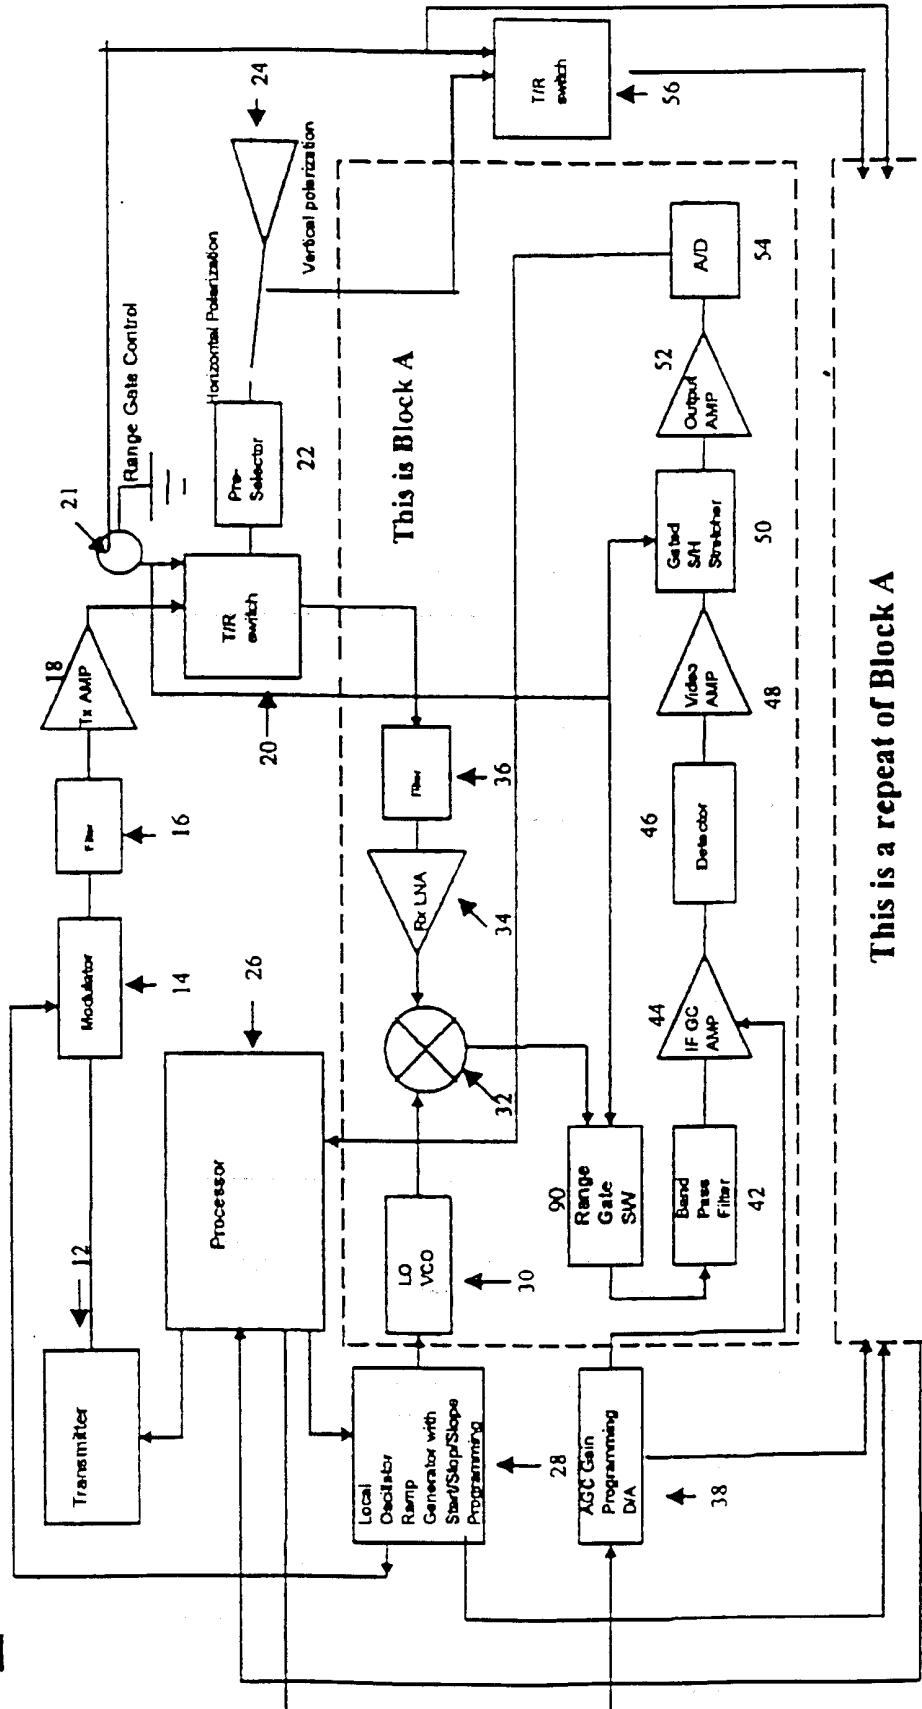 Transmitter
12
Modulator
14
Filter
16
Tx AMP
18
21
Range Gate Control
T/R
switch
20
Pre-
Selector
22
Horizontal Polarization
Vertical polarization
24
T/R
switch
56
Processor
26
This is Block A
Local
Oscillator
Ramp
Generator with
Start/Stop/Slope
Programming
28
LO
VCO
30
32
Rx LNA
34
filter
36
AGC Gain
Programming
D/A
38
90
Range
Gate
SW
Band
Pass
Filter
42
44
IF GC
AMP
Detector
46
Video
AMP
48
Gated
S/H
Stretcher
50
Output
AMP
52
A/D
54
This is a repeat of Block A